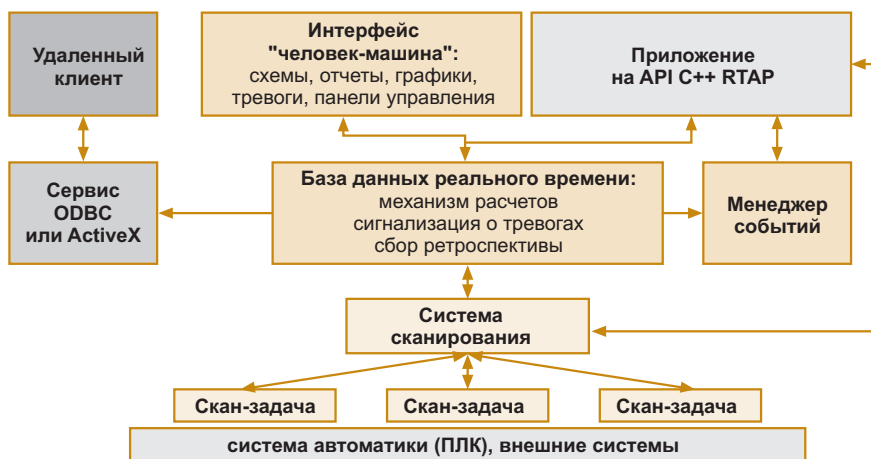 Удаленный
клиент
Интерфейс
"человек-машина":
схемы, отчеты, графики,
тревоги, панели управления
Приложение
на API C++ RTAP
Сервис
ODBC
или ActiveX
База данных реального времени:
механизм расчетов
сигнализация о тревогах
сбор ретроспективы
Менеджер
событий
Система
сканирования
Скан-задача
Скан-задача
Скан-задача
система автоматики (ПЛК), внешние системы